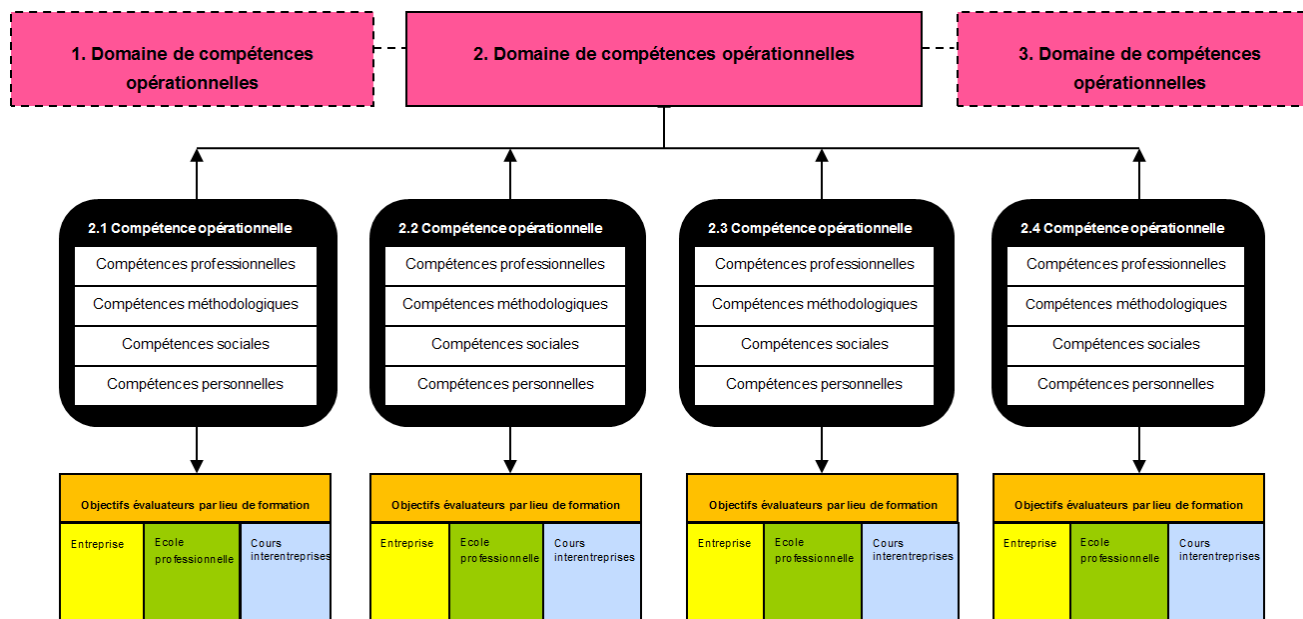 1. Domaine de compétences
opérationnelles
2. Domaine de compétences opérationnelles
3. Domaine de compétences
opérationnelles
2.1 Compétence opérationnelle
Compétences professionnelles
Compétences méthodologiques
Compétences sociales
Compétences personnelles
2.2 Compétence opérationnelle
Compétences professionnelles
Compétences méthodologiques
Compétences sociales
Compétences personnelles
2.3 Compétence opérationnelle
Compétences professionnelles
Compétences méthodologiques
Compétences sociales
Compétences personnelles
2.4 Compétence opérationnelle
Compétences professionnelles
Compétences méthodologiques
Compétences sociales
Compétences personnelles
Objectifs évaluateurs par lieu de formation
Entreprise
Ecole
professionnelle
Cours
interentreprises
Objectifs évaluateurs par lieu de formation
Entreprise
Ecole
professionnelle
Cours
interentreprises
Objectifs évaluateurs par lieu de formation
Entreprise
Ecole
professionnelle
Cours
interentreprises
Objectifs évaluateurs par lieu de formation
Entreprise
Ecole
professionnelle
Cours
interentreprises